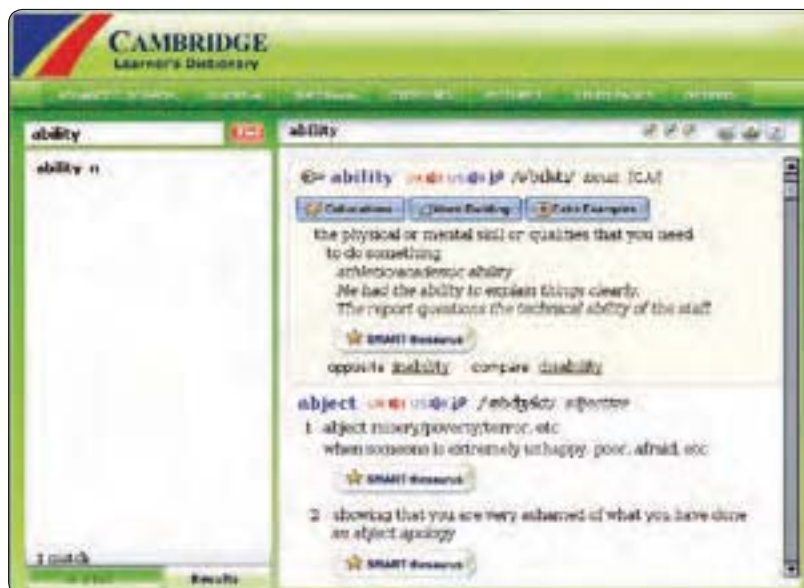 CAMBRIDGE
Learner's Dictionary
ability
ability
ability n
ability UK US noun [C,U]
Collocations Word Building Extra Examples
the physical or mental skill or qualities that you need
to do something
athletic/academic ability
He had the ability to explain things clearly.
The report questions the technical ability of the staff
SMART thesaurus
opposite inability compare disability
abject UK US adjective
1 abject misery/poverty/terror, etc
when someone is extremely unhappy, poor, afraid, etc
SMART thesaurus
2 showing that you are very ashamed of what you have done
an abject apology
SMART thesaurus
1 match
Results